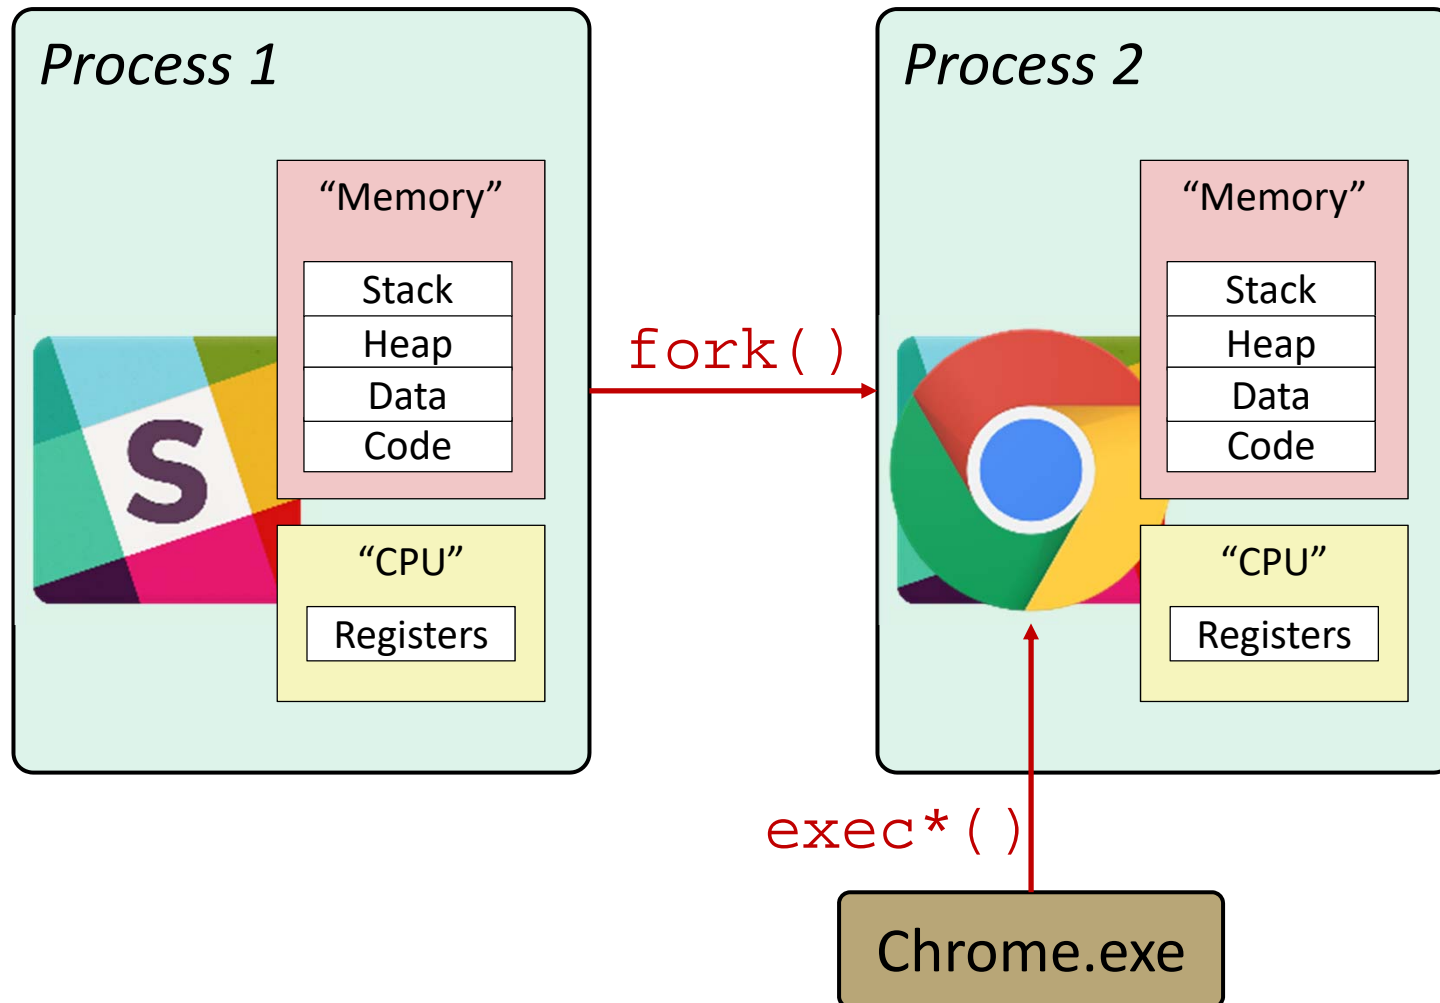 Process 1
“Memory”
Stack
Heap
Data
Code
S
“CPU”
Registers
fork()
Process 2
“Memory”
Stack
Heap
Data
Code
“CPU”
Registers
exec*()
Chrome.exe